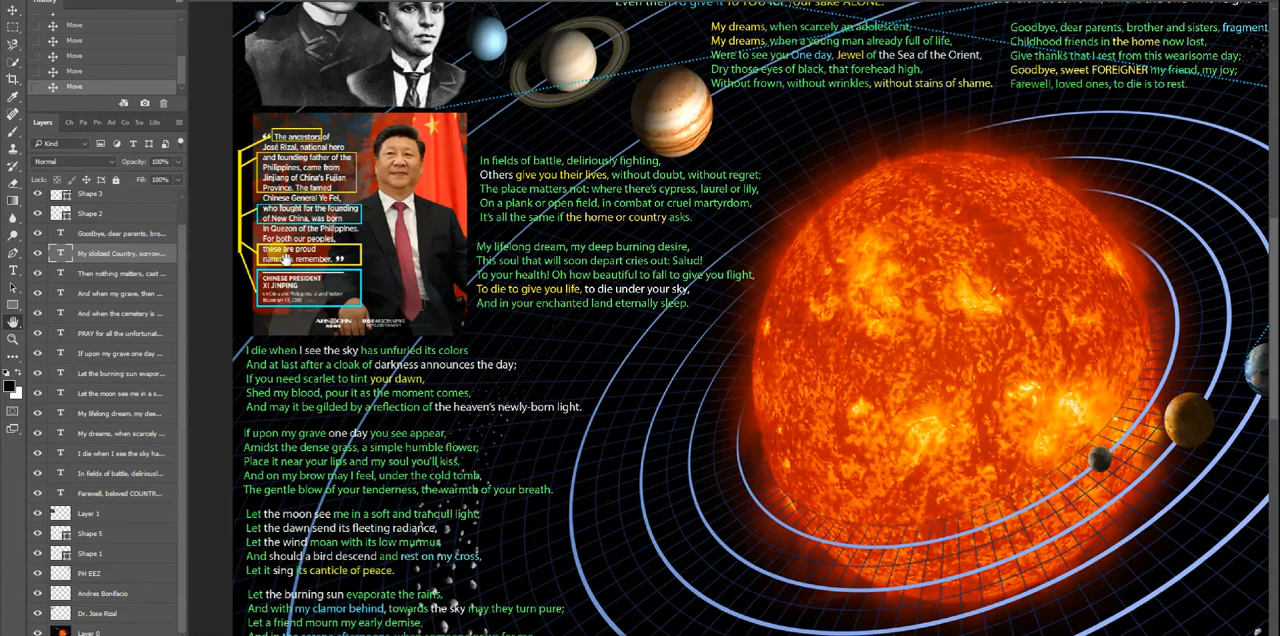 History
Move
Move
Move
Move
Move
Layers
Ch
Pa
Pn
Ad
Co
Sw
Libr
Kind
Normal
Opacity: 100%
Lock:
Fill: 100%
Shape 3
Shape 2
Goodbye, dear parents, bro...
My idolized Country, sorrow...
Then nothing matters, cast ...
And when my grave, then ...
And when the cemetery is ...
PRAY for all the unfortunat...
If upon my grave one day ...
Let the burning sun evapor...
Let the moon see me in a s...
My lifelong dream, my dee...
My dreams, when scarcely ...
I die when I see the sky ha...
In fields of battle, deliriousl...
Farewell, beloved COUNTR...
Layer 1
Shape 5
Shape 1
PH EEZ
Andres Bonifacio
Dr. Jose Rizal
Layer 0
Even then I'd give it to YOU for your sake ALONE.
My dreams, when scarcely an adolescent,
My dreams, when a young man already full of life,
Were to see you One day, Jewel of the Sea of the Orient,
Dry those eyes of black, that forehead high,
Without frown, without wrinkles, without stains of shame.
Goodbye, dear parents, brother and sisters, fragment
Childhood friends in the home now lost,
Give thanks that I rest from this wearisome day;
Goodbye, sweet FOREIGNER my friend, my joy;
Farewell, loved ones, to die is to rest.
“ The ancestors of
José Rizal, national hero
and founding father of the
Philippines, came from
Jinjiang of China's Fujian
Province. The famed
Chinese General Ye Fei,
who fought for the founding
of New China, was born
in Quezon of the Philippines.
For both our peoples,
these are proud
remember. ”
CHINESE PRESIDENT
XI JINPING
ABS-CBN
NEWS
In fields of battle, deliriously fighting,
Others give you their lives, without doubt, without regret;
The place matters not: where there's cypress, laurel or lily,
On a plank or open field, in combat or cruel martyrdom,
It's all the same if the home or country asks.
My lifelong dream, my deep burning desire,
This soul that will soon depart cries out: Salud!
To your health! Oh how beautiful to fall to give you flight,
To die to give you life, to die under your sky,
And in your enchanted land eternally sleep.
I die when I see the sky has unfurled its colors
And at last after a cloak of darkness announces the day;
If you need scarlet to tint your dawn,
Shed my blood, pour it as the moment comes,
And may it be gilded by a reflection of the heaven's newly-born light.
If upon my grave one day you see appear,
Amidst the dense grass, a simple humble flower,
Place it near your lips and my soul you'll kiss,
And on my brow may I feel, under the cold tomb,
The gentle blow of your tenderness, the warmth of your breath.
Let the moon see me in a soft and tranquil light,
Let the dawn send its fleeting radiance,
Let the wind moan with its low murmur,
And should a bird descend and rest on my cross,
Let it sing its canticle of peace.
Let the burning sun evaporate the rains,
And with my clamor behind, towards the sky may they turn pure;
Let a friend mourn my early demise,